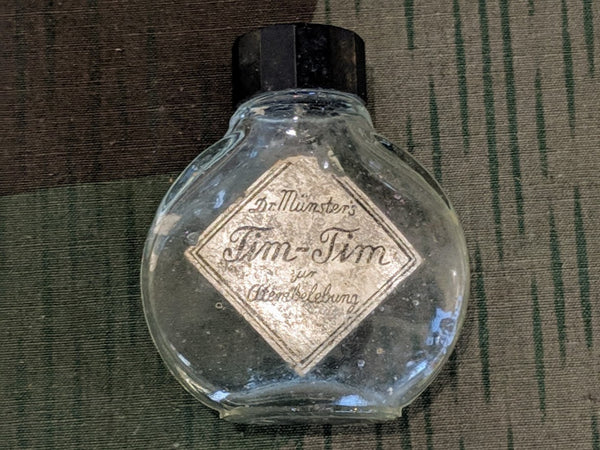 Dr. Münster's
Tim-Tim
zur
Atembelebung